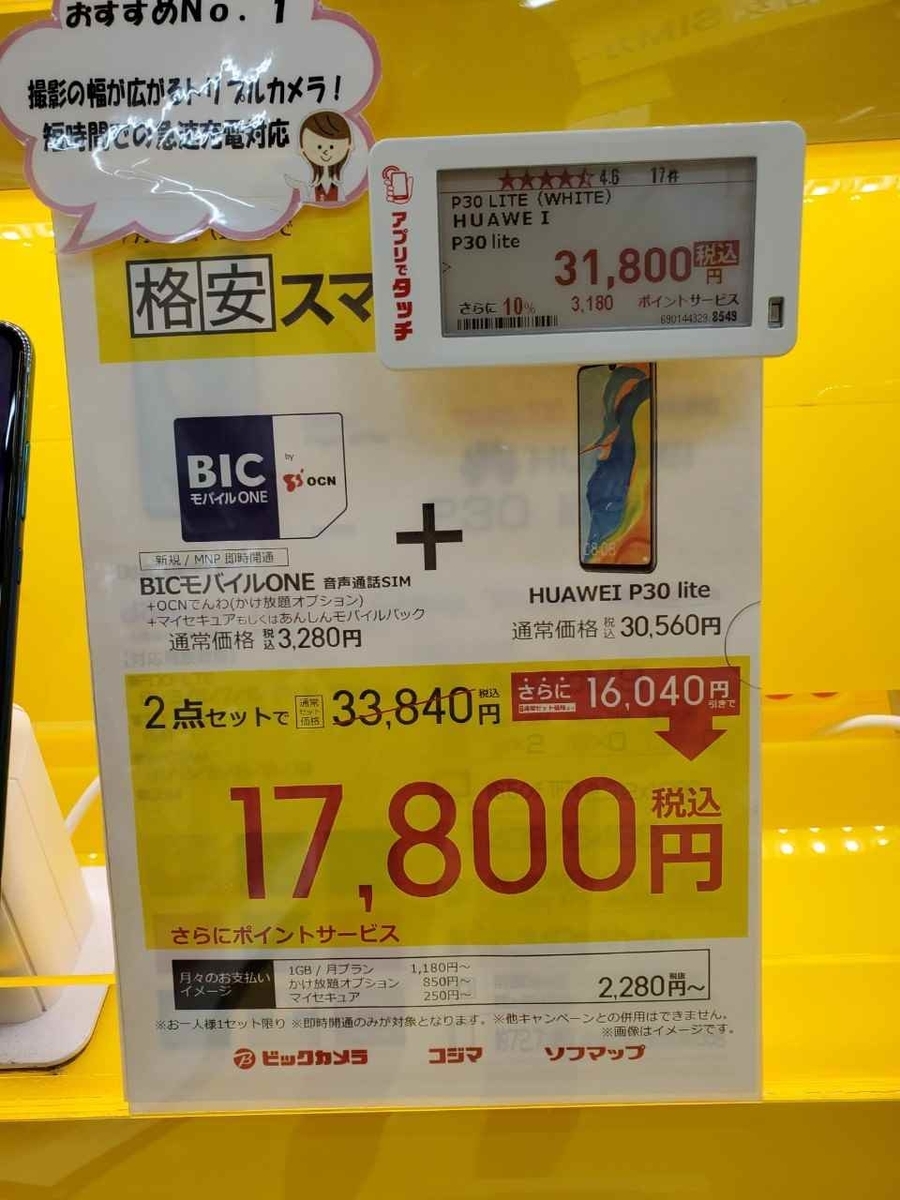 おすすめNo.1
撮影の幅が広がるトリプルカメラ!
短時間での急速充電対応
格安スマ
アプリでタッチ
4.6 17件
P30 LITE (WHITE)
HUAWEI
P30 lite
31,800円 税込
さらに 10% 3,180 ポイントサービス
690144329 8549
BIC
モバイルONE
by OCN
+
08:08
新規 / MNP 即時開通
BICモバイルONE 音声通話SIM
+OCNでんわ(かけ放題オプション)
+マイセキュアもしくはあんしんモバイルパック
通常価格 税込 3,280円
HUAWEI P30 lite
通常価格 税込 30,560円
2点セットで 通常セット価格 33,840円 税込
さらに 16,040円引きで
17,800円 税込
さらにポイントサービス
月々のお支払いイメージ
1GB / 月プラン 1,180円~
かけ放題オプション 850円~
マイセキュア 250円~
2,280円~ 税抜
※お一人様1セット限り ※即時開通のみが対象となります。※他キャンペーンとの併用はできません。
※画像はイメージです。
ビックカメラ コジマ ソフマップ